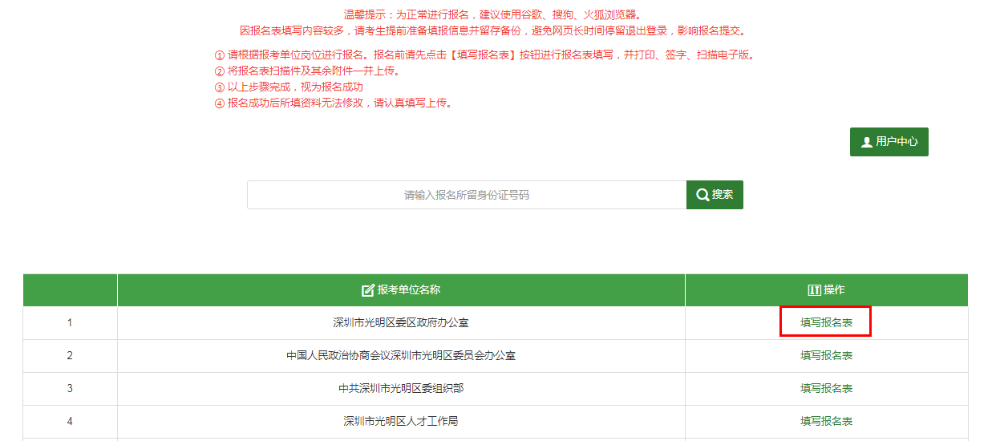 温馨提示：为正常进行报名，建议使用谷歌、搜狗、火狐浏览器。
因报名表填写内容较多，请考生提前准备填报信息并留存备份，避免网页长时间停留退出登录，影响报名提交。
① 请根据报考单位岗位进行报名。报名前请先点击【填写报名表】按钮进行报名表填写，并打印、签字、扫描电子版。
② 将报名表扫描件及其余附件一并上传。
③ 以上步骤完成，视为报名成功
④ 报名成功后所填资料无法修改，请认真填写上传。
用户中心
请输入报名所留身份证号码 搜索
报考单位名称 操作
1 深圳市光明区委区政府办公室 填写报名表
2 中国人民政治协商会议深圳市光明区委员会办公室 填写报名表
3 中共深圳市光明区委组织部 填写报名表
4 深圳市光明区人才工作局 填写报名表